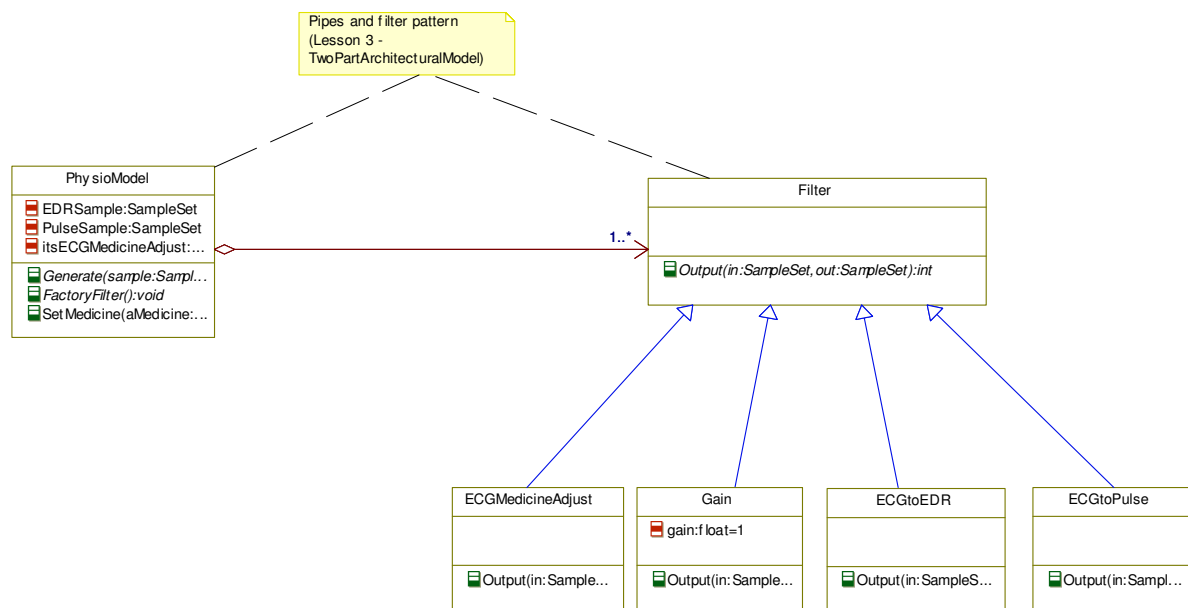 Pipes and filter pattern
(Lesson 3 -
TwoPartArchitecturalModel)
PhysioModel
EDRSample:SampleSet
PulseSample:SampleSet
itsECGMedicineAdjust:...
Generate(sample:Sampl...
FactoryFilter():void
SetMedicine(aMedicine:...
1..*
Filter
Output(in:SampleSet,out:SampleSet):int
ECGMedicineAdjust
Output(in:Sample...
Gain
gain:float=1
Output(in:Sample...
ECGtoEDR
Output(in:SampleS...
ECGtoPulse
Output(in:Sampl...